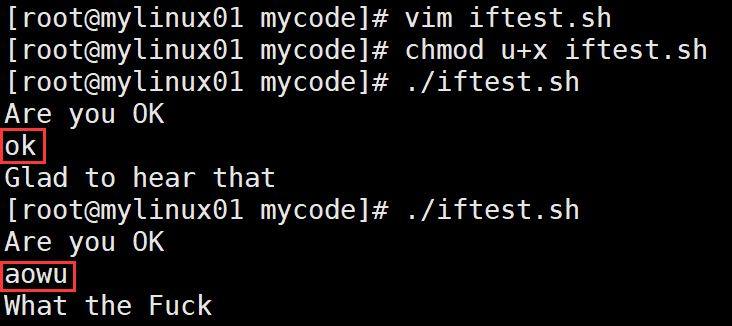 [root@mylinux01 mycode]# vim iftest.sh
[root@mylinux01 mycode]# chmod u+x iftest.sh
[root@mylinux01 mycode]# ./iftest.sh
Are you OK
ok
Glad to hear that
[root@mylinux01 mycode]# ./iftest.sh
Are you OK
aowu
What the Fuck